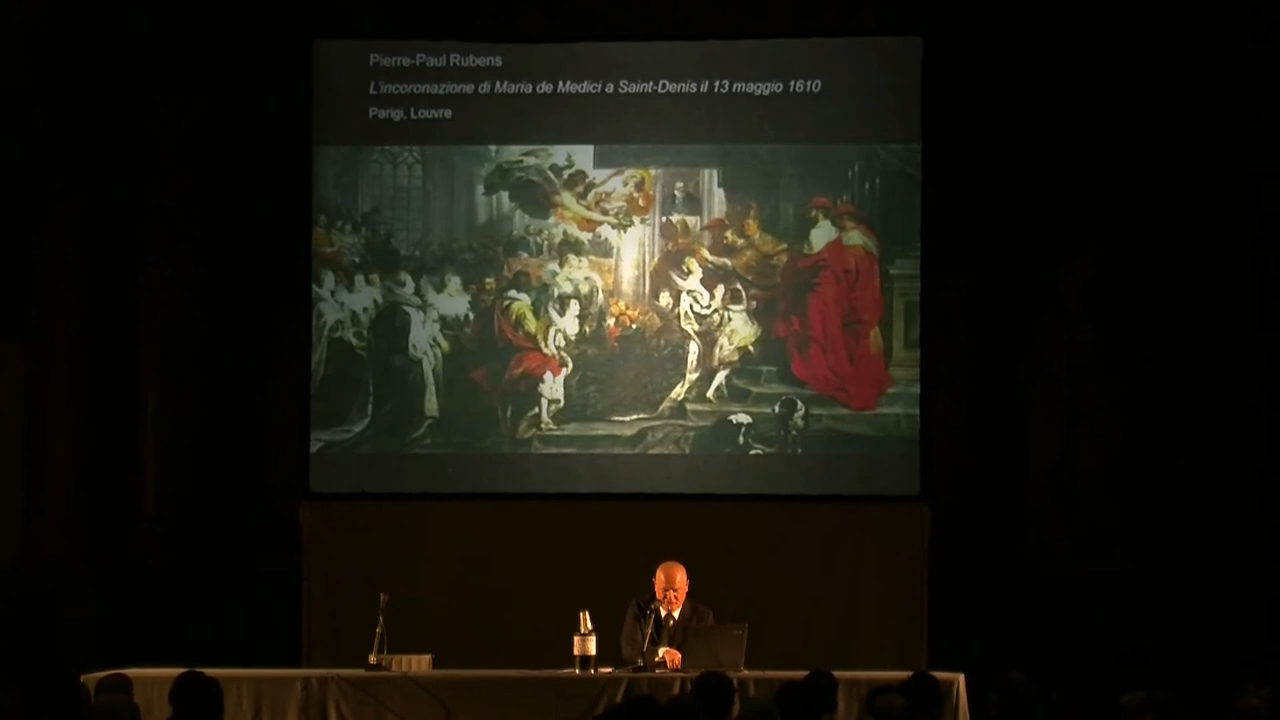 Pierre-Paul Rubens
L'incoronazione di Maria de Medici a Saint-Denis il 13 maggio 1610
Parigi, Louvre